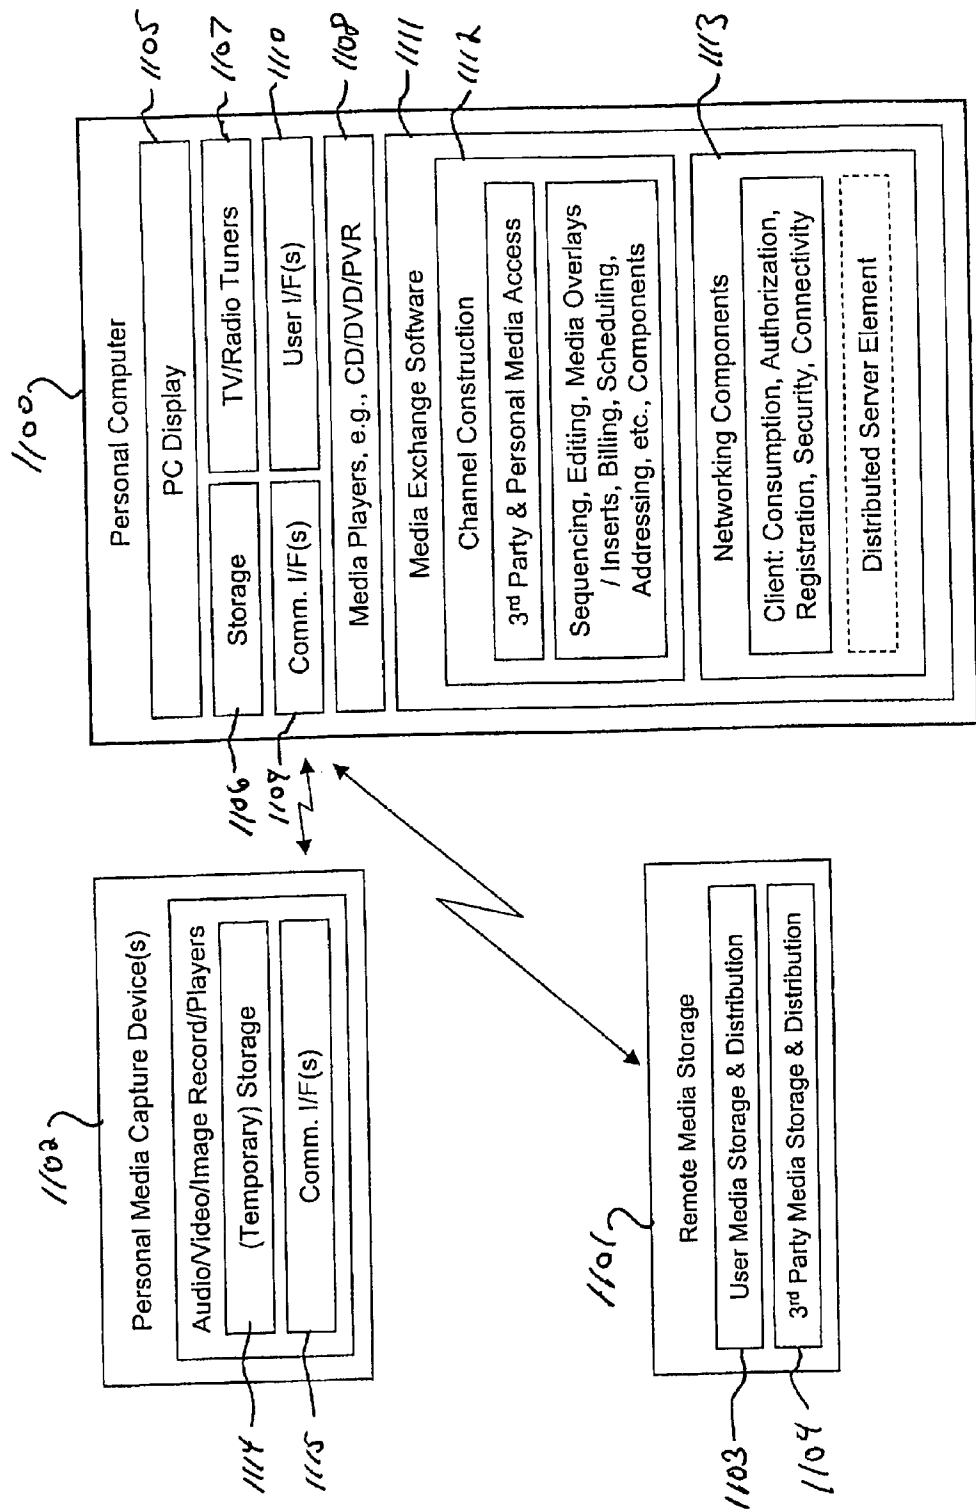 1100
Personal Computer
PC Display
1105
Storage
1106
TV/Radio Tuners
1107
Comm. I/F(s)
1109
User I/F(s)
1110
Media Players, e.g., CD/DVD/PVR
1108
Media Exchange Software
1111
Channel Construction
1112
3rd Party & Personal Media Access
Sequencing, Editing, Media Overlays
/ Inserts, Billing, Scheduling,
Addressing, etc., Components
Networking Components
1113
Client: Consumption, Authorization,
Registration, Security, Connectivity
Distributed Server Element
1102
Personal Media Capture Device(s)
Audio/Video/Image Record/Players
(Temporary) Storage
1114
Comm. I/F(s)
1115
1101
Remote Media Storage
User Media Storage & Distribution
1103
3rd Party Media Storage & Distribution
1104